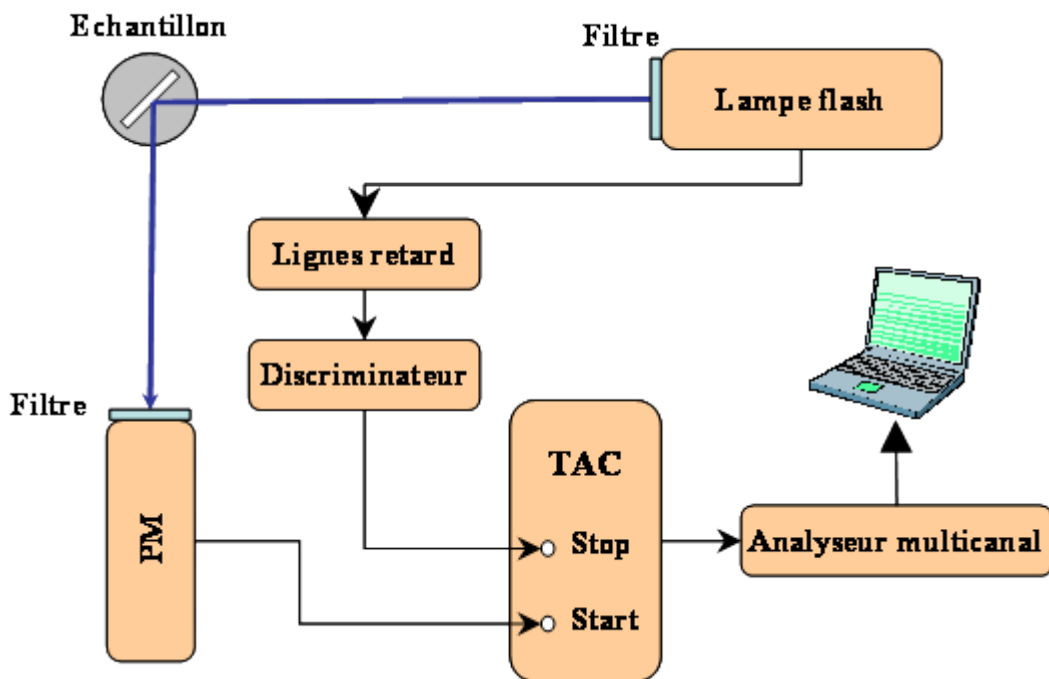 Echantillon
Filtre
Lampe flash
Lignes retard
Discriminateur
Filtre
TAC
PM
Stop
Analyseur multicanal
Start